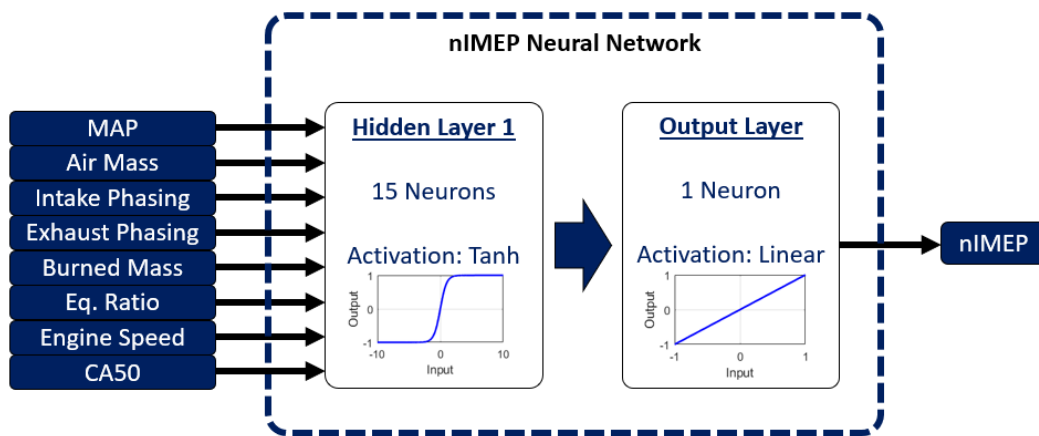 nIMEP Neural Network
MAP
Air Mass
Intake Phasing
Exhaust Phasing
Burned Mass
Eq. Ratio
Engine Speed
CA50
Hidden Layer 1
15 Neurons
Activation: Tanh
1
0
-1
-10
0
10
Output
Input
Output Layer
1 Neuron
Activation: Linear
1
0
-1
-1
0
1
Output
Input
nIMEP